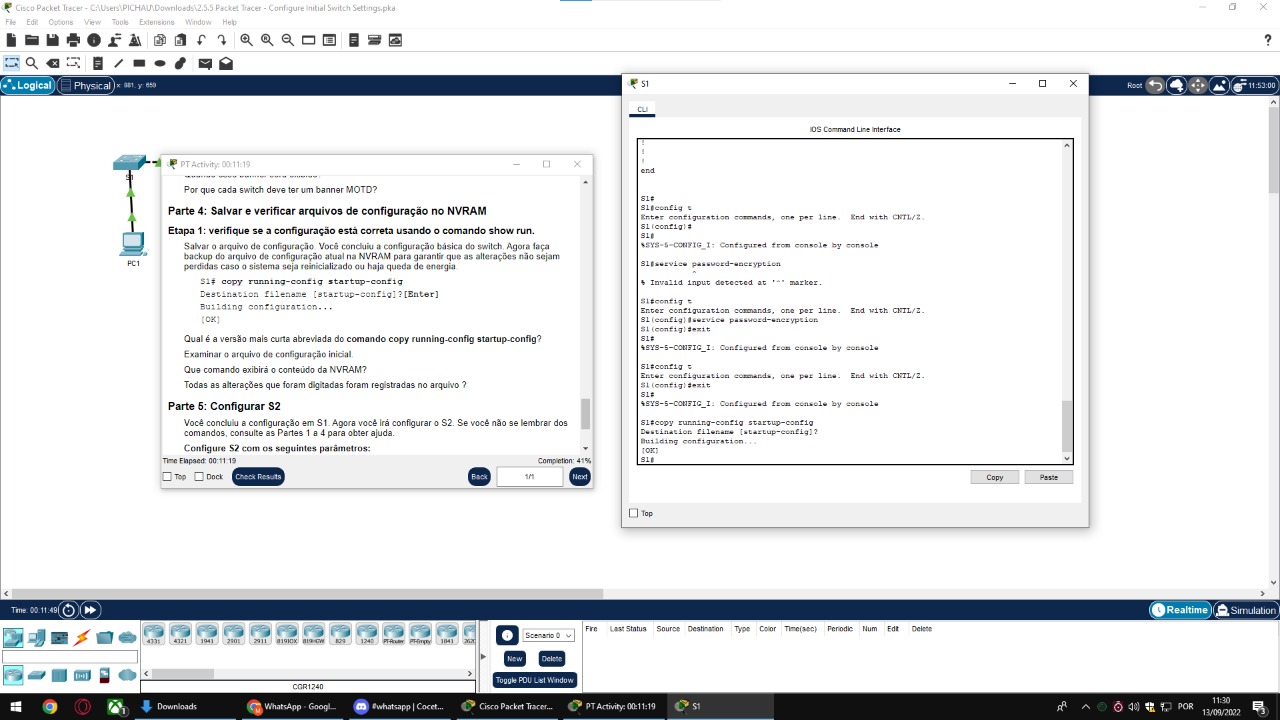 Cisco Packet Tracer - C:\Users\PICHAU\Downloads\2.5.5 Packet Tracer - Configure Initial Switch Settings.pka
File Edit Options View Tools Extensions Window Help
Logical Physical x: 881, y: 659
Root 11:53:00
S1
PC1
PT Activity: 00:11:19
Por que cada switch deve ter um banner MOTD?
Parte 4: Salvar e verificar arquivos de configuração no NVRAM
Etapa 1: verifique se a configuração está correta usando o comando show run.
Salvar o arquivo de configuração. Você concluiu a configuração básica do switch. Agora faça
backup do arquivo de configuração atual na NVRAM para garantir que as alterações não sejam
perdidas caso o sistema seja reinicializado ou haja queda de energia.
S1# copy running-config startup-config
Destination filename [startup-config]?[Enter]
Building configuration...
[OK]
Qual é a versão mais curta abreviada do comando copy running-config startup-config?
Examinar o arquivo de configuração inicial.
Que comando exibirá o conteúdo da NVRAM?
Todas as alterações que foram digitadas foram registradas no arquivo ?
Parte 5: Configurar S2
Você concluiu a configuração em S1. Agora você irá configurar o S2. Se você não se lembrar dos
comandos, consulte as Partes 1 a 4 para obter ajuda.
Configure S2 com os seguintes parâmetros:
Time Elapsed: 00:11:19 Completion: 41%
Top Dock Check Results Back 1/1 Next
S1
CLI
IOS Command Line Interface
!
!
!
end
S1#
S1#config t
Enter configuration commands, one per line. End with CNTL/Z.
S1(config)#
S1#
%SYS-5-CONFIG_I: Configured from console by console
S1#service password-encryption
^
% Invalid input detected at '^' marker.
S1#config t
Enter configuration commands, one per line. End with CNTL/Z.
S1(config)#service password-encryption
S1(config)#exit
S1#
%SYS-5-CONFIG_I: Configured from console by console
S1#config t
Enter configuration commands, one per line. End with CNTL/Z.
S1(config)#exit
S1#
%SYS-5-CONFIG_I: Configured from console by console
S1#copy running-config startup-config
Destination filename [startup-config]?
Building configuration...
[OK]
S1#
Copy Paste
Top
Time: 00:11:49 Realtime Simulation
4331 4321 1941 2901 2911 819IOX 819HGW 829 1240 PT-Router PT-Empty 1841
CGR1240
Scenario 0
New Delete
Toggle PDU List Window
Fire Last Status Source Destination Type Color Time(sec) Periodic Num Edit Delete
Downloads WhatsApp - Googl... #whatsapp | Cocet... Cisco Packet Tracer... PT Activity: 00:11:19 S1
POR 11:30
13/09/2022 3